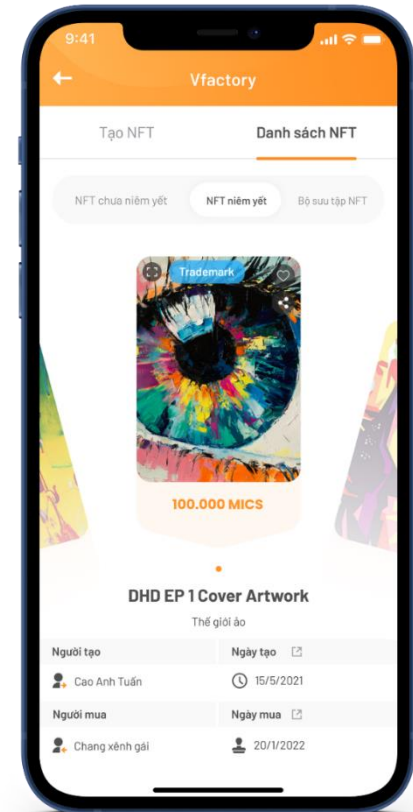 9:41
Vfactory
Tạo NFT Danh sách NFT
NFT chưa niêm yết NFT niêm yết Bộ sưu tập NFT
Trademark
100.000 MICS
DHD EP 1 Cover Artwork
Thế giới ảo
Người tạo Ngày tạo
Cao Anh Tuấn 15/5/2021
Người mua Ngày mua
Chang xênh gái 20/1/2022